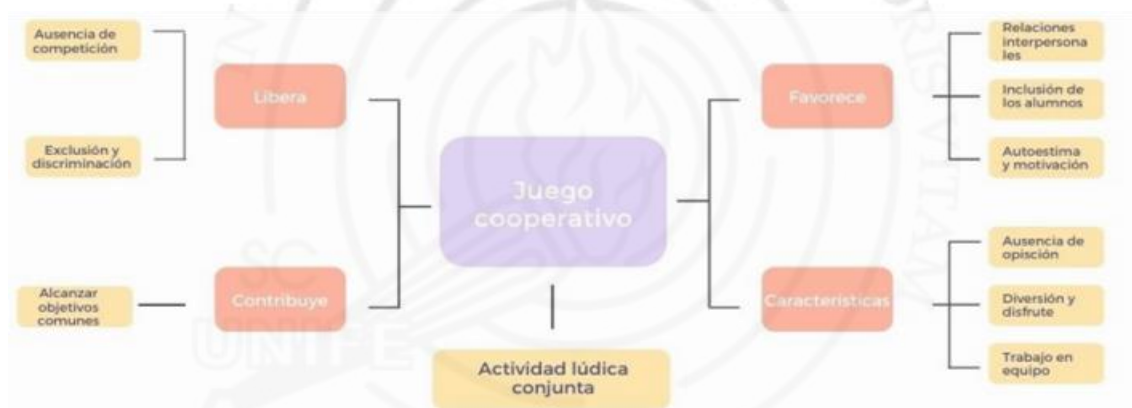 Ausencia de
competición
Libera
Exclusión y
discriminación
Alcanzar
objetivos
comunes
Contribuye
Juego
cooperativo
Actividad lúdica
conjunta
Favorece
Relaciones
interpersona
les
Inclusión de
los alumnos
Autoestima
y motivación
Características
Ausencia de
opisción
Diversión y
disfrute
Trabajo en
equipo
UNIFE